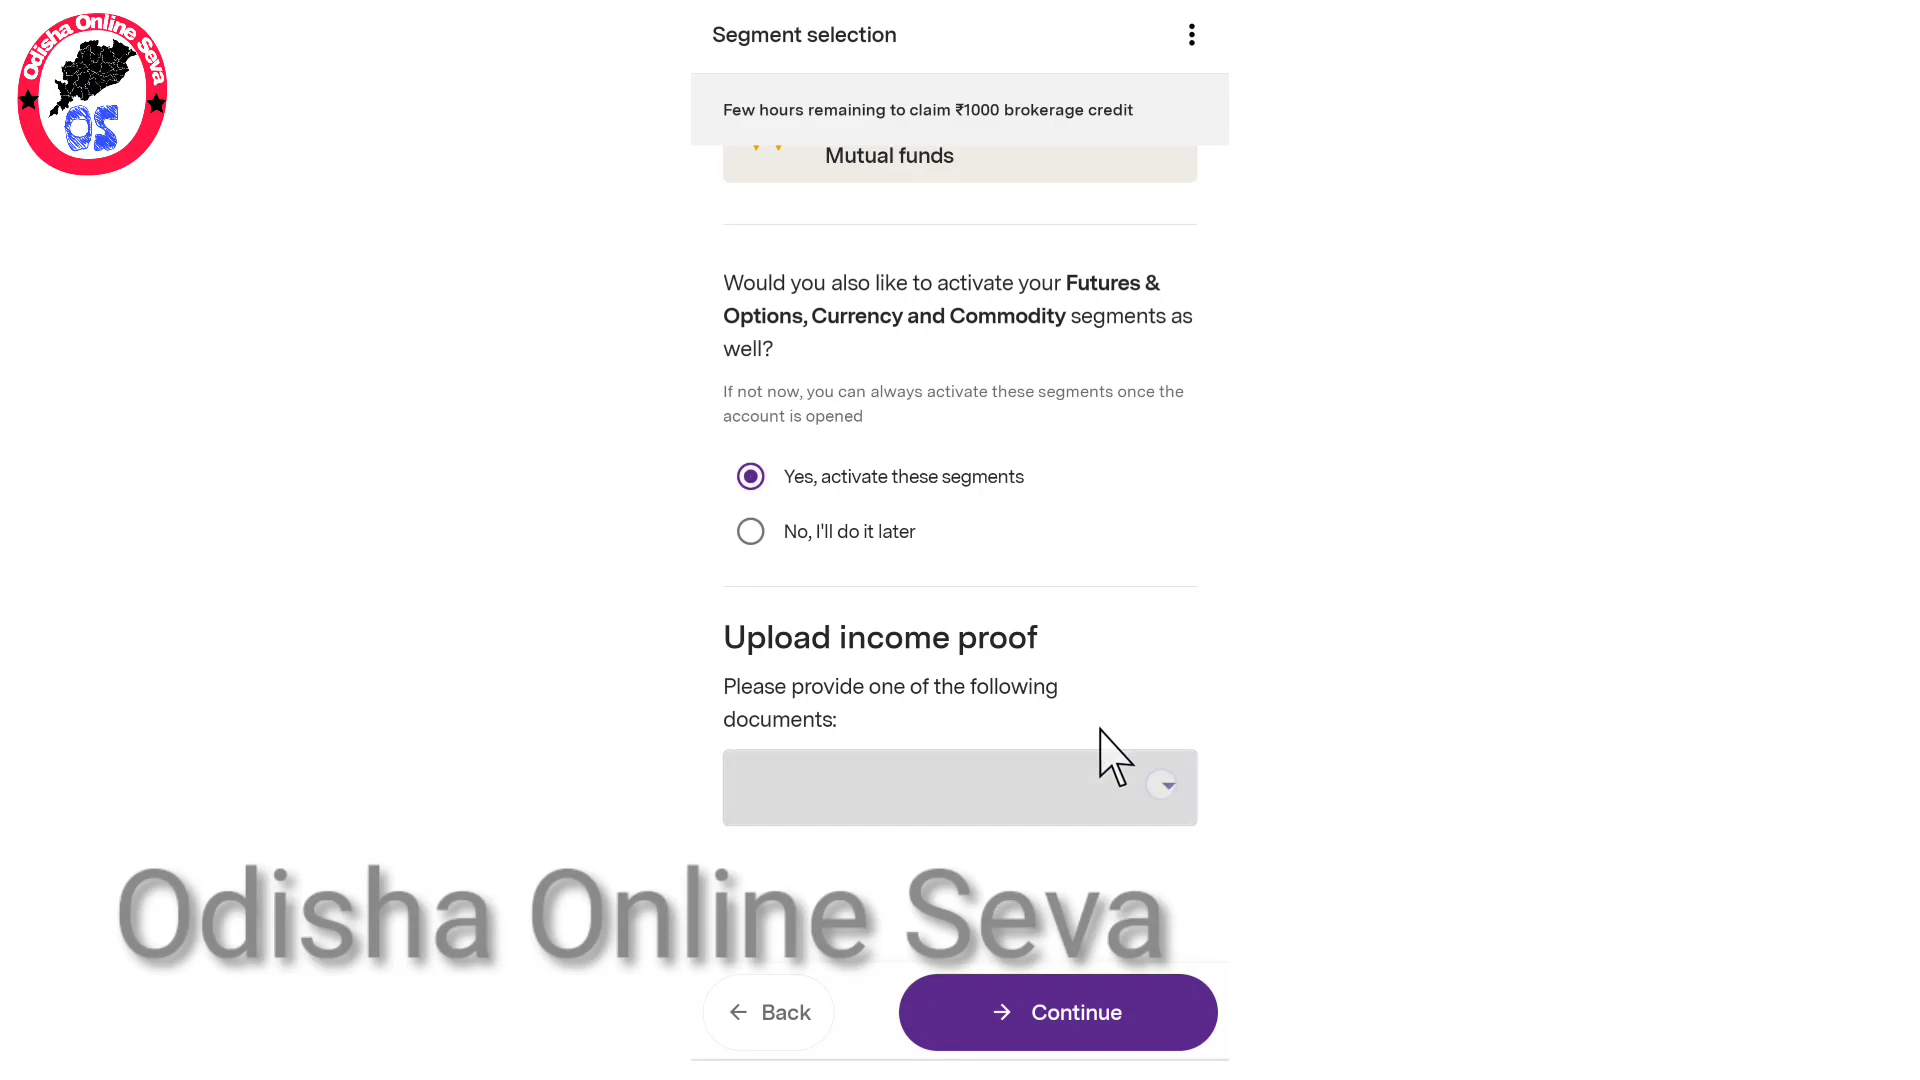 Odisha Online Seva
OS
Segment selection
Few hours remaining to claim ₹1000 brokerage credit
Mutual funds
Would you also like to activate your Futures &
Options, Currency and Commodity segments as
well?
If not now, you can always activate these segments once the
account is opened
Yes, activate these segments
No, I'll do it later
Upload income proof
Please provide one of the following
documents:
Odisha Online Seva
Back
Continue